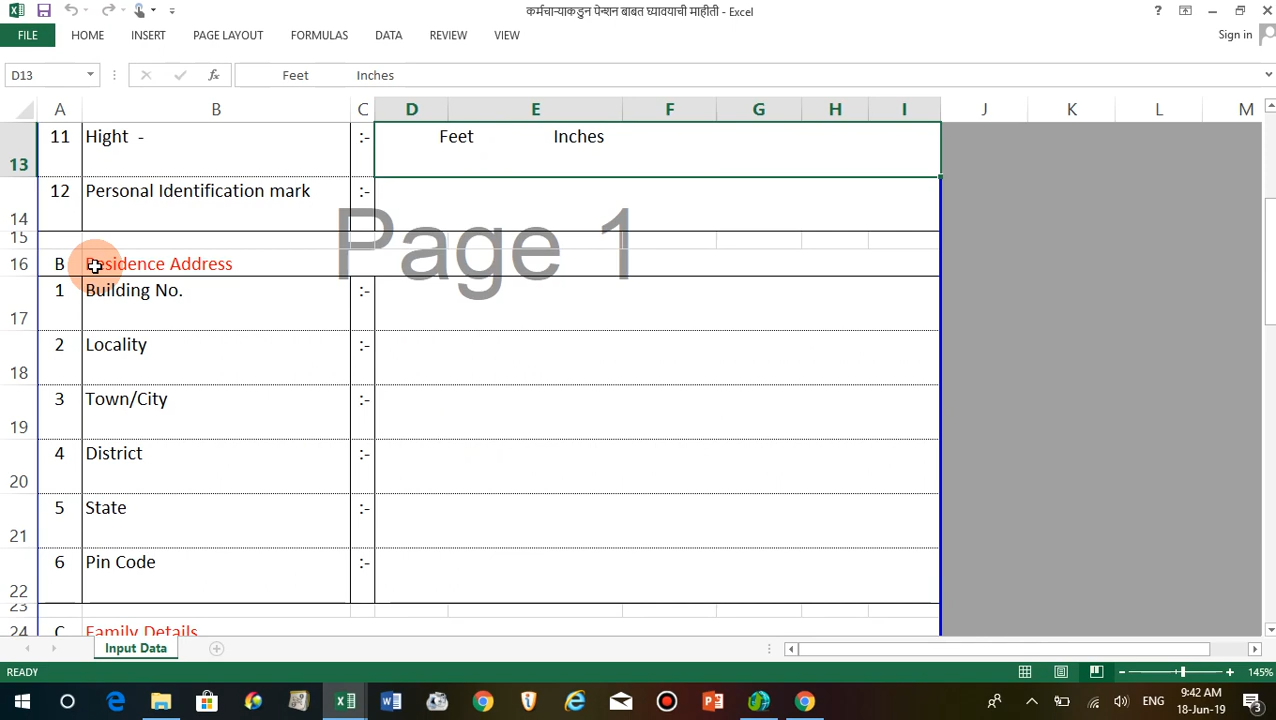 कर्मचाऱ्याकडुन पेन्शन बाबत घ्यावयाची माहीती - Excel
FILE HOME INSERT PAGE LAYOUT FORMULAS DATA REVIEW VIEW Sign in
D13 Feet Inches
A B C D E F G H I J K L M
13 11 Hight - :- Feet Inches
14 12 Personal Identification mark :-
Page 1
15
16 B Residence Address
17 1 Building No. :-
18 2 Locality :-
19 3 Town/City :-
20 4 District :-
21 5 State :-
22 6 Pin Code :-
23
24 C Family Details
Input Data
READY 145%
ENG 9:42 AM
18-Jun-19